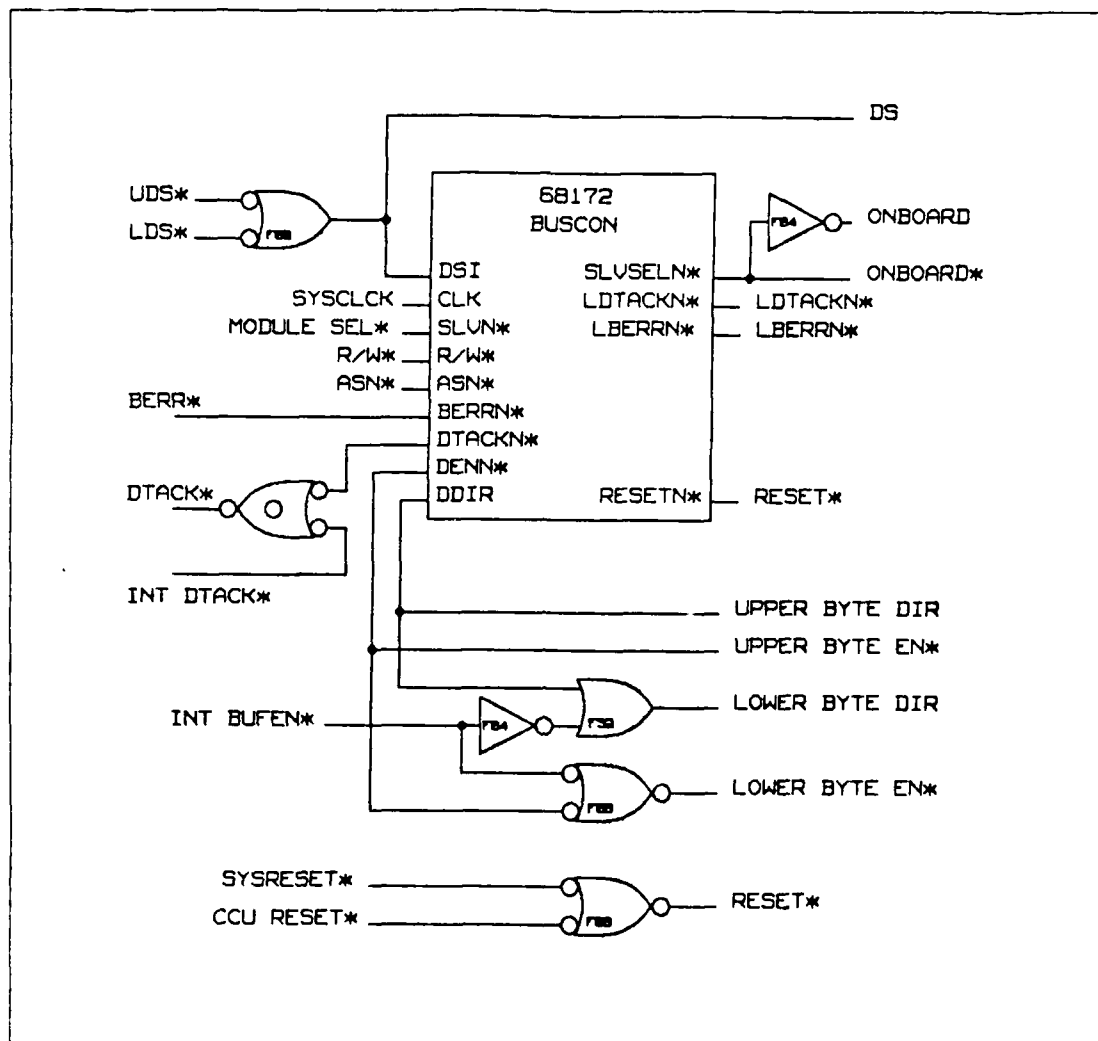 DS
UDS*
LDS*
68172
BUSCON
ONBOARD
DSI
SLVSELN*
ONBOARD*
SYSCLCK
CLK
LDTACKN*
LDTACKN*
MODULE SEL*
SLVN*
LBERRN*
LBERRN*
R/W*
R/W*
ASN*
ASN*
BERR*
BERRN*
DTACKN*
DENN*
DTACK*
DDIR
RESETN*
RESET*
INT DTACK*
UPPER BYTE DIR
UPPER BYTE EN*
INT BUFEN*
F04
LOWER BYTE DIR
LOWER BYTE EN*
SYSRESET*
CCU RESET*
RESET*